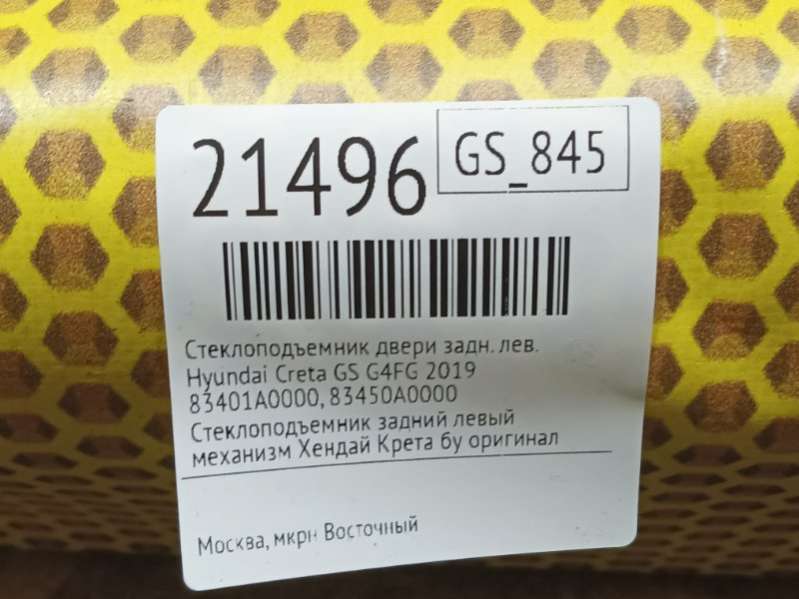 21496
GS_845
Стеклоподъемник двери задн. лев.
Hyundai Creta GS G4FG 2019
83401A0000, 83450A0000
Стеклоподъемник задний левый
механизм Хендай Крета бу оригинал
Москва, мкрн Восточный